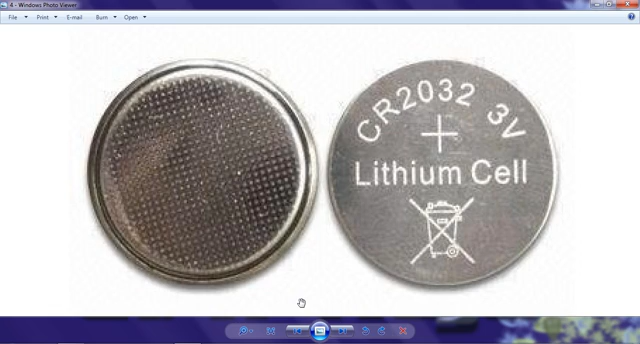 4 - Windows Photo Viewer
File Print E-mail Burn Open
CR2032 3V
+
Lithium Cell